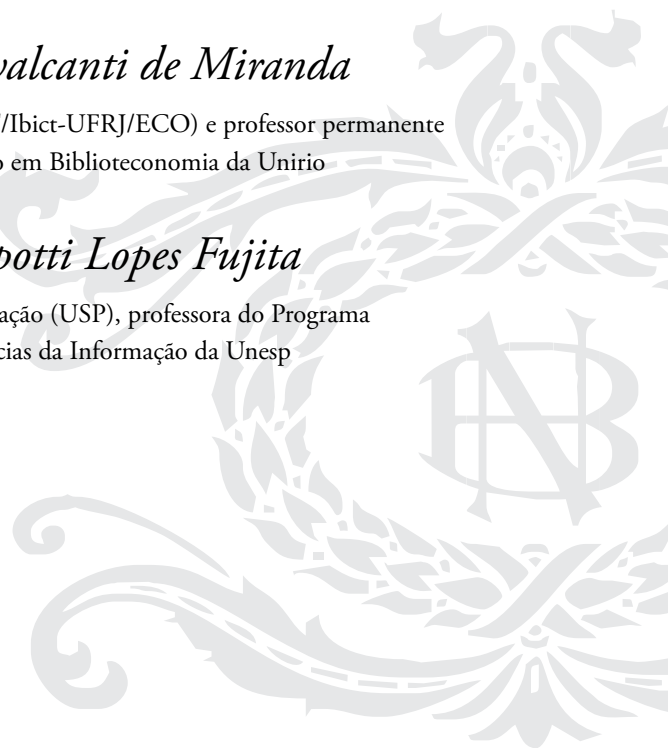 valcanti de Miranda
/Ibict-UFRJ/ECO) e professor permanente
o em Biblioteconomia da Unirio
potti Lopes Fujita
ação (USP), professora do Programa
cias da Informação da Unesp
BN